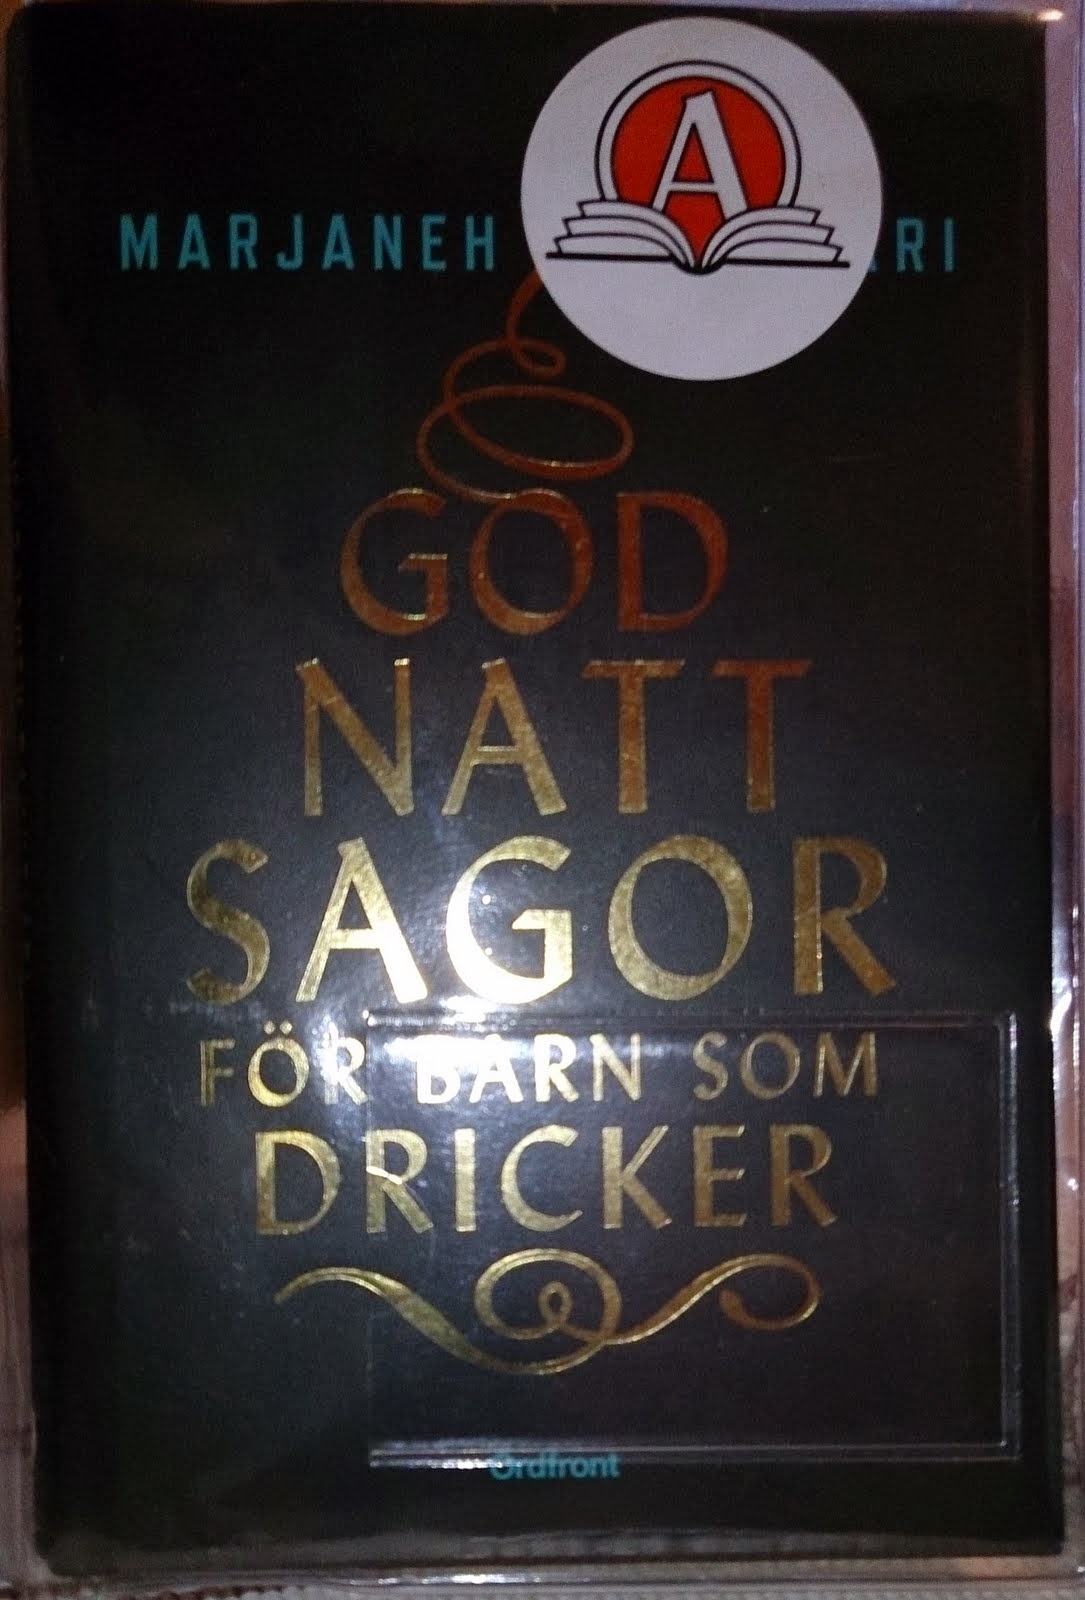 A
MARJANEH
GOD
NATT
SAGOR
FÖR BARN SOM
DRICKER
Ordfront